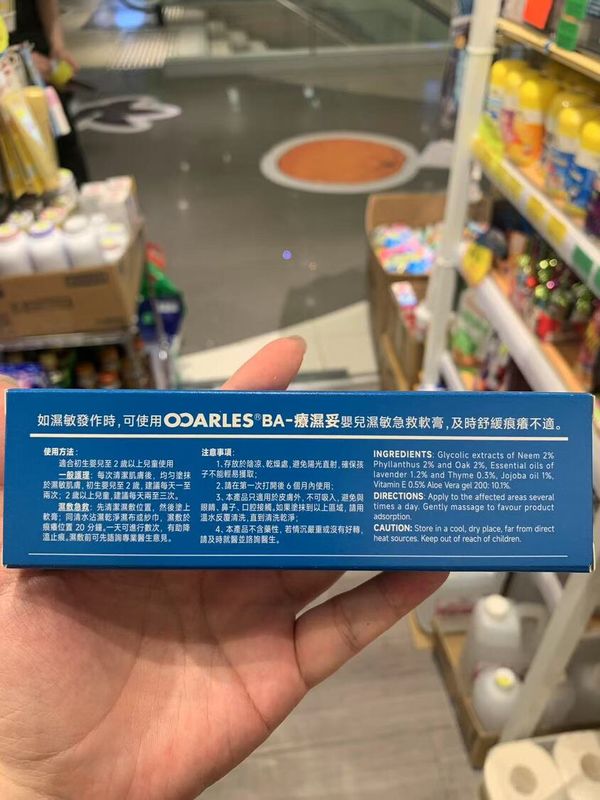 如濕敏發作時,可使用ODARLES®BA-療濕妥嬰兒濕敏急救軟膏,及時舒緩痕癢不適。
使用方法:
適合初生嬰兒至2歲以上兒童使用
一般護理: 每次清潔肌膚後, 均勻塗抹
於濕敏肌膚, 初生嬰兒至2歲, 建議每天一至
兩次; 2歲以上兒童, 建議每天兩至三次。
濕敷急救: 先清潔濕敷位置, 然後塗上
軟膏; 同清水沾濕乾淨濕布或紗巾, 濕敷於
痕癢位置20分鐘。一天可進行數次, 有助降
溫止痕。濕敷前可先諮詢專業醫生意見。
注意事項:
1.存放於陰涼、乾燥處,避免陽光直射,確保孩
子不能輕易獲取;
2.請在第一次打開後6個月內使用;
3.本產品只適用於皮膚外, 不可吸入, 避免與
眼睛、鼻子、口腔接觸,如果塗抹到以上區域, 請用
溫水反覆清洗,直到清洗乾淨;
4.本產品不含藥性, 若情況嚴重或沒有好轉,
請及時就醫並諮詢醫生。
INGREDIENTS: Glycolic extracts of Neem 2%
Phyllanthus 2% and Oak 2%, Essential oils of
lavender 1.2% and Thyme 0.3%, Jojoba oil 1%,
Vitamin E 0.5% Aloe Vera gel 200: 10.1%.
DIRECTIONS: Apply to the affected areas several
times a day. Gently massage to favour product
adsorption.
CAUTION: Store in a cool, dry place, far from direct
heat sources. Keep out of reach of children.